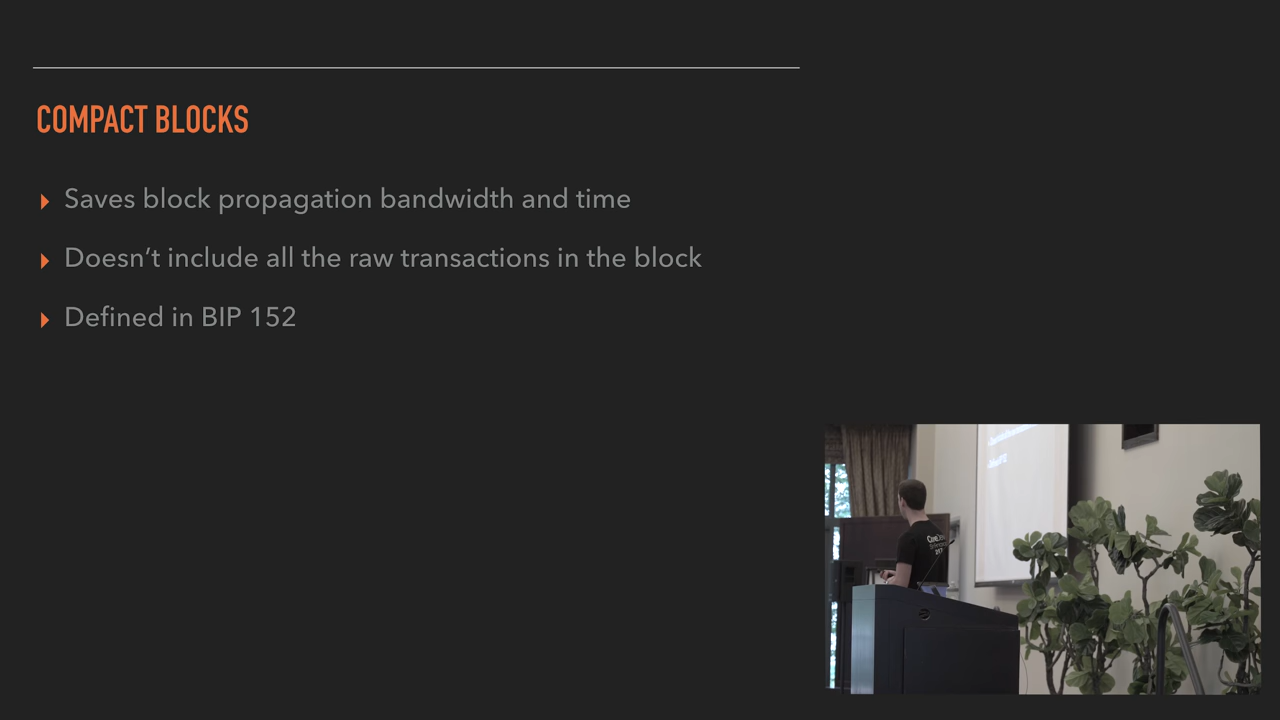 COMPACT BLOCKS
Saves block propagation bandwidth and time
Doesn’t include all the raw transactions in the block
Defined in BIP 152